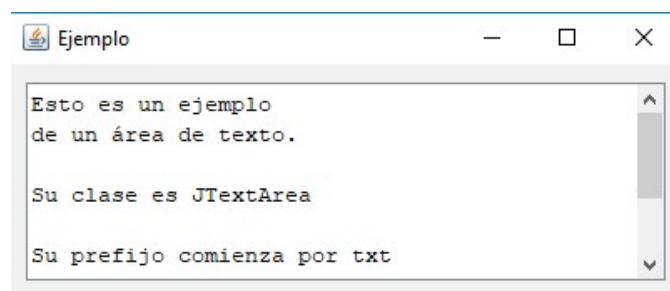 Ejemplo
Esto es un ejemplo
de un área de texto.
Su clase es JTextArea
Su prefijo comienza por txt